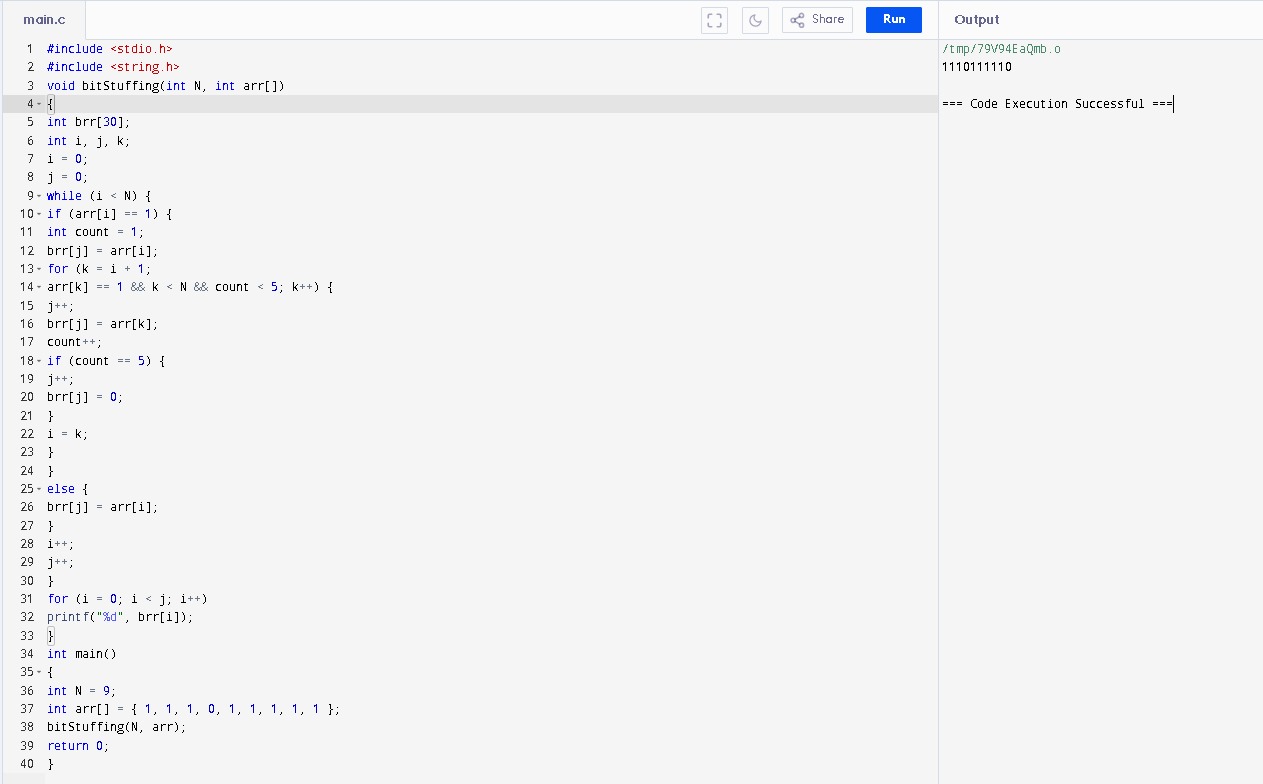 main.c
Share
Run
Output
1 #include <stdio.h>
2 #include <string.h>
3 void bitStuffing(int N, int arr[])
4 {
5 int brr[30];
6 int i, j, k;
7 i = 0;
8 j = 0;
9 while (i < N) {
10 if (arr[i] == 1) {
11 int count = 1;
12 brr[j] = arr[i];
13 for (k = i + 1;
14 arr[k] == 1 && k < N && count < 5; k++) {
15 j++;
16 brr[j] = arr[k];
17 count++;
18 if (count == 5) {
19 j++;
20 brr[j] = 0;
21 }
22 i = k;
23 }
24 }
25 else {
26 brr[j] = arr[i];
27 }
28 i++;
29 j++;
30 }
31 for (i = 0; i < j; i++)
32 printf("%d", brr[i]);
33 }
34 int main()
35 {
36 int N = 9;
37 int arr[] = { 1, 1, 1, 0, 1, 1, 1, 1, 1 };
38 bitStuffing(N, arr);
39 return 0;
40 }
/tmp/79V94EaQmb.o
1110111110
=== Code Execution Successful ===